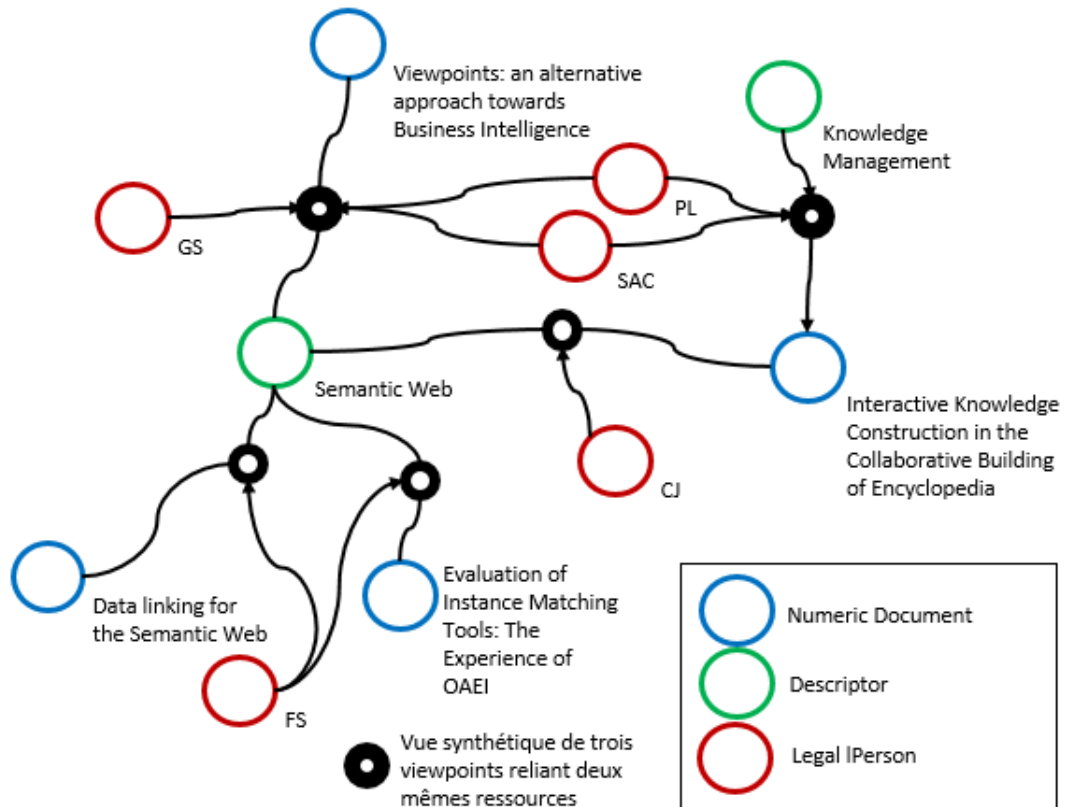 Viewpoints: an alternative
approach towards
Business Intelligence
Knowledge
Management
PL
GS
SAC
Semantic Web
Interactive Knowledge
Construction in the
Collaborative Building
of Encyclopedia
CJ
Data linking for
the Semantic Web
Evaluation of
Instance Matching
Tools: The
Experience of
OAEI
FS
Vue synthétique de trois
viewpoints reliant deux
mêmes ressources
Numeric Document
Descriptor
Legal lPerson